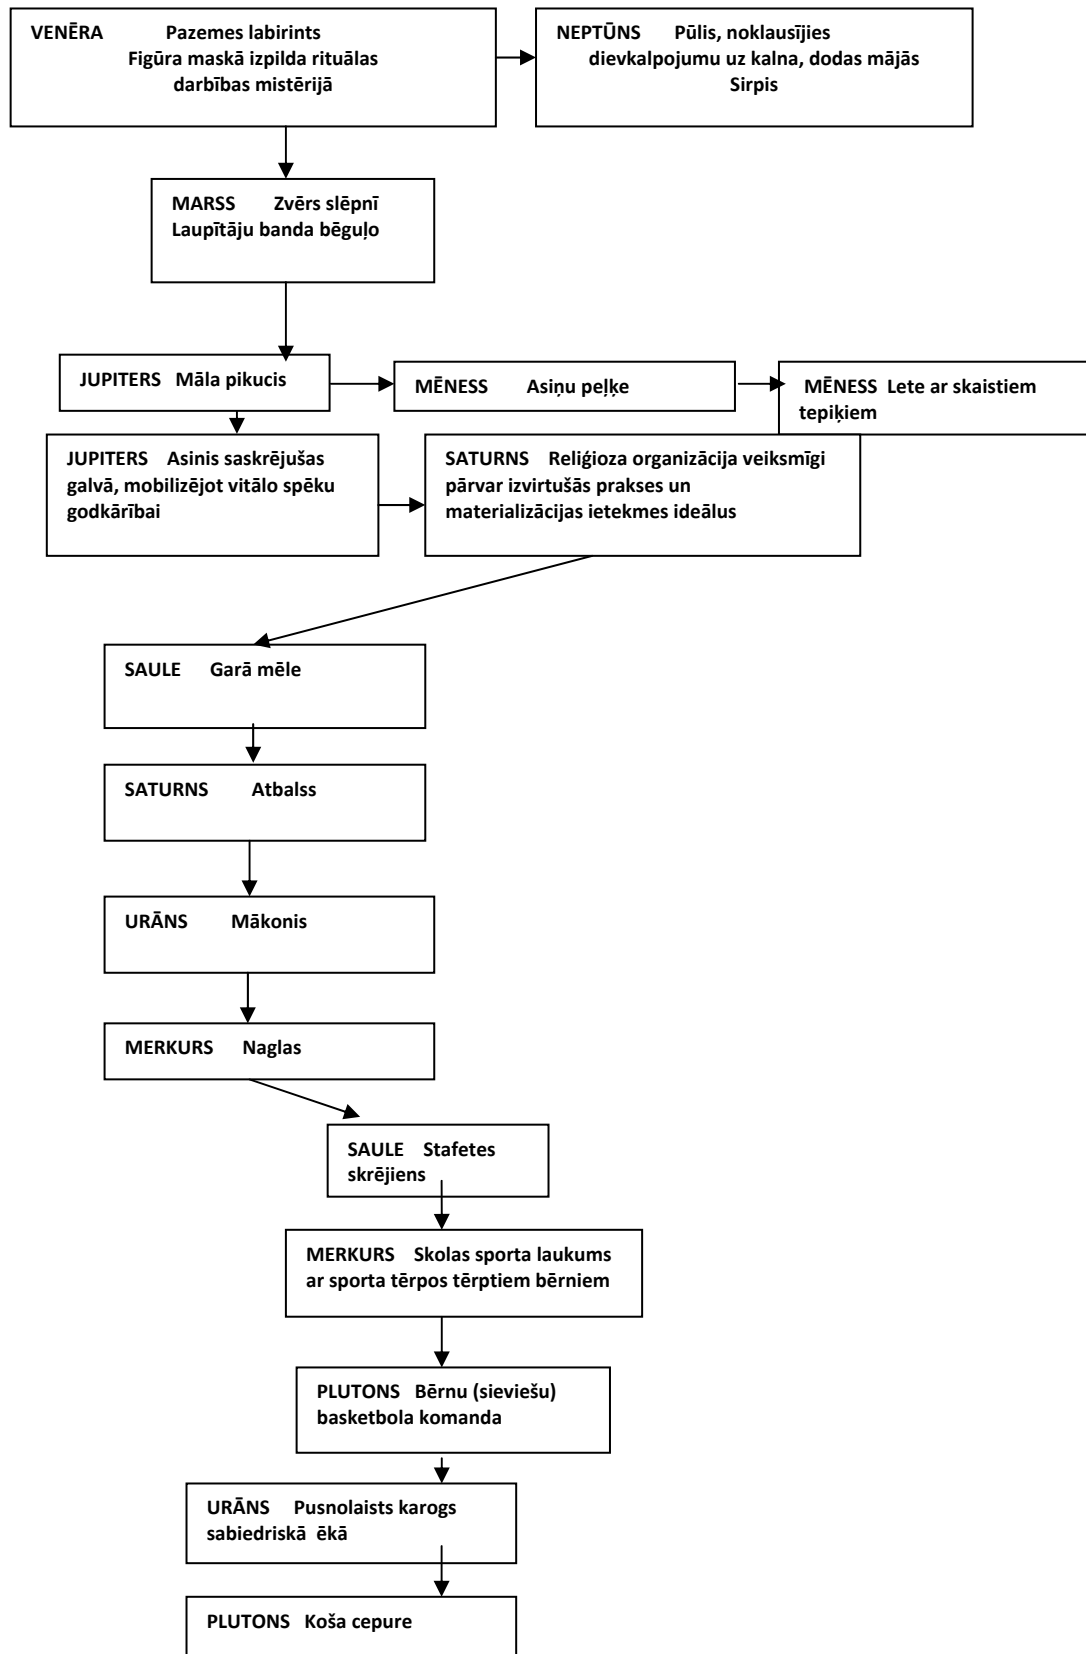 VENĒRA Pazemes labirints
Figūra maskā izpilda rituālas
darbības mistērijā
NEPTŪNS Pūlis, noklausījies
dievkalpojumu uz kalna, dodas mājās
Sirpis
MARSS Zvērs slēpnī
Laupītāju banda bēguļo
JUPITERS Māla pikucis
MĒNESS Asiņu peļķe
MĒNESS Lete ar skaistiem
tepiķiem
JUPITERS Asinis saskrējušas
galvā, mobilizējot vitālo spēku
godkārībai
SATURNS Reliģioza organizācija veiksmīgi
pārvar izvirtušās prakses un
materializācijas ietekmes ideālus
SAULE Garā mēle
SATURNS Atbalss
URĀNS Mākonis
MERKURS Naglas
SAULE Stafetes
skrējiens
MERKURS Skolas sporta laukums
ar sporta tērpos tērptiem bērniem
PLUTONS Bērnu (sieviešu)
basketbola komanda
URĀNS Pusnolaists karogs
sabiedriskā ēkā
PLUTONS Koša cepure